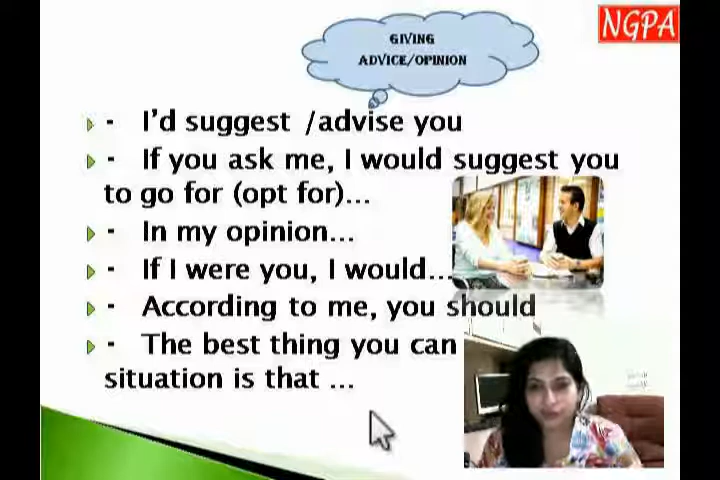 NGPA
GIVING
ADVICE/OPINION
- I'd suggest /advise you
- If you ask me, I would suggest you
to go for (opt for)...
- In my opinion...
- If I were you, I would...
- According to me, you should
- The best thing you can
situation is that ...